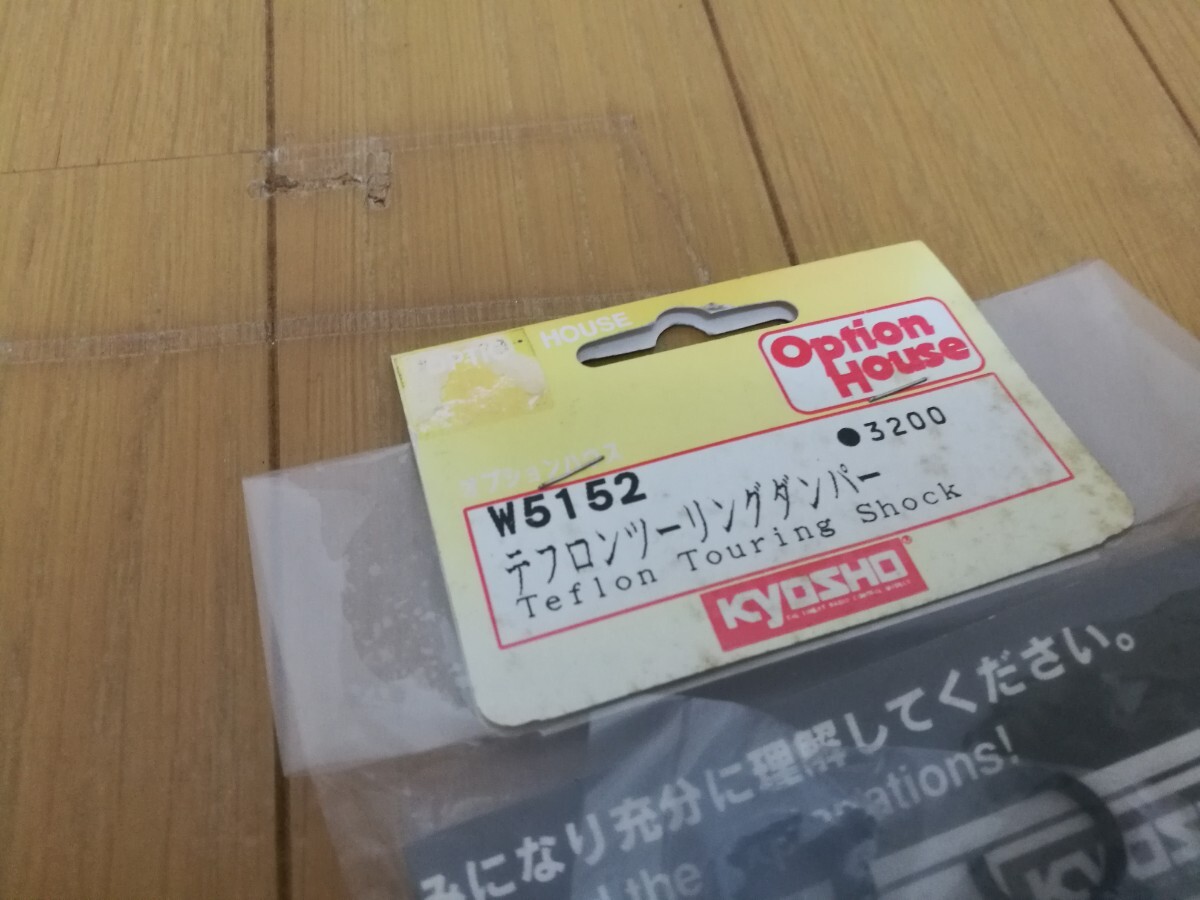 HOUSE
Option
House
オプションハウス
●3200
W5152
テフロンツーリングダンパー
Teflon Touring Shock
KYOSHO
みになり充分に理解してください。
the
ations!
KYOS